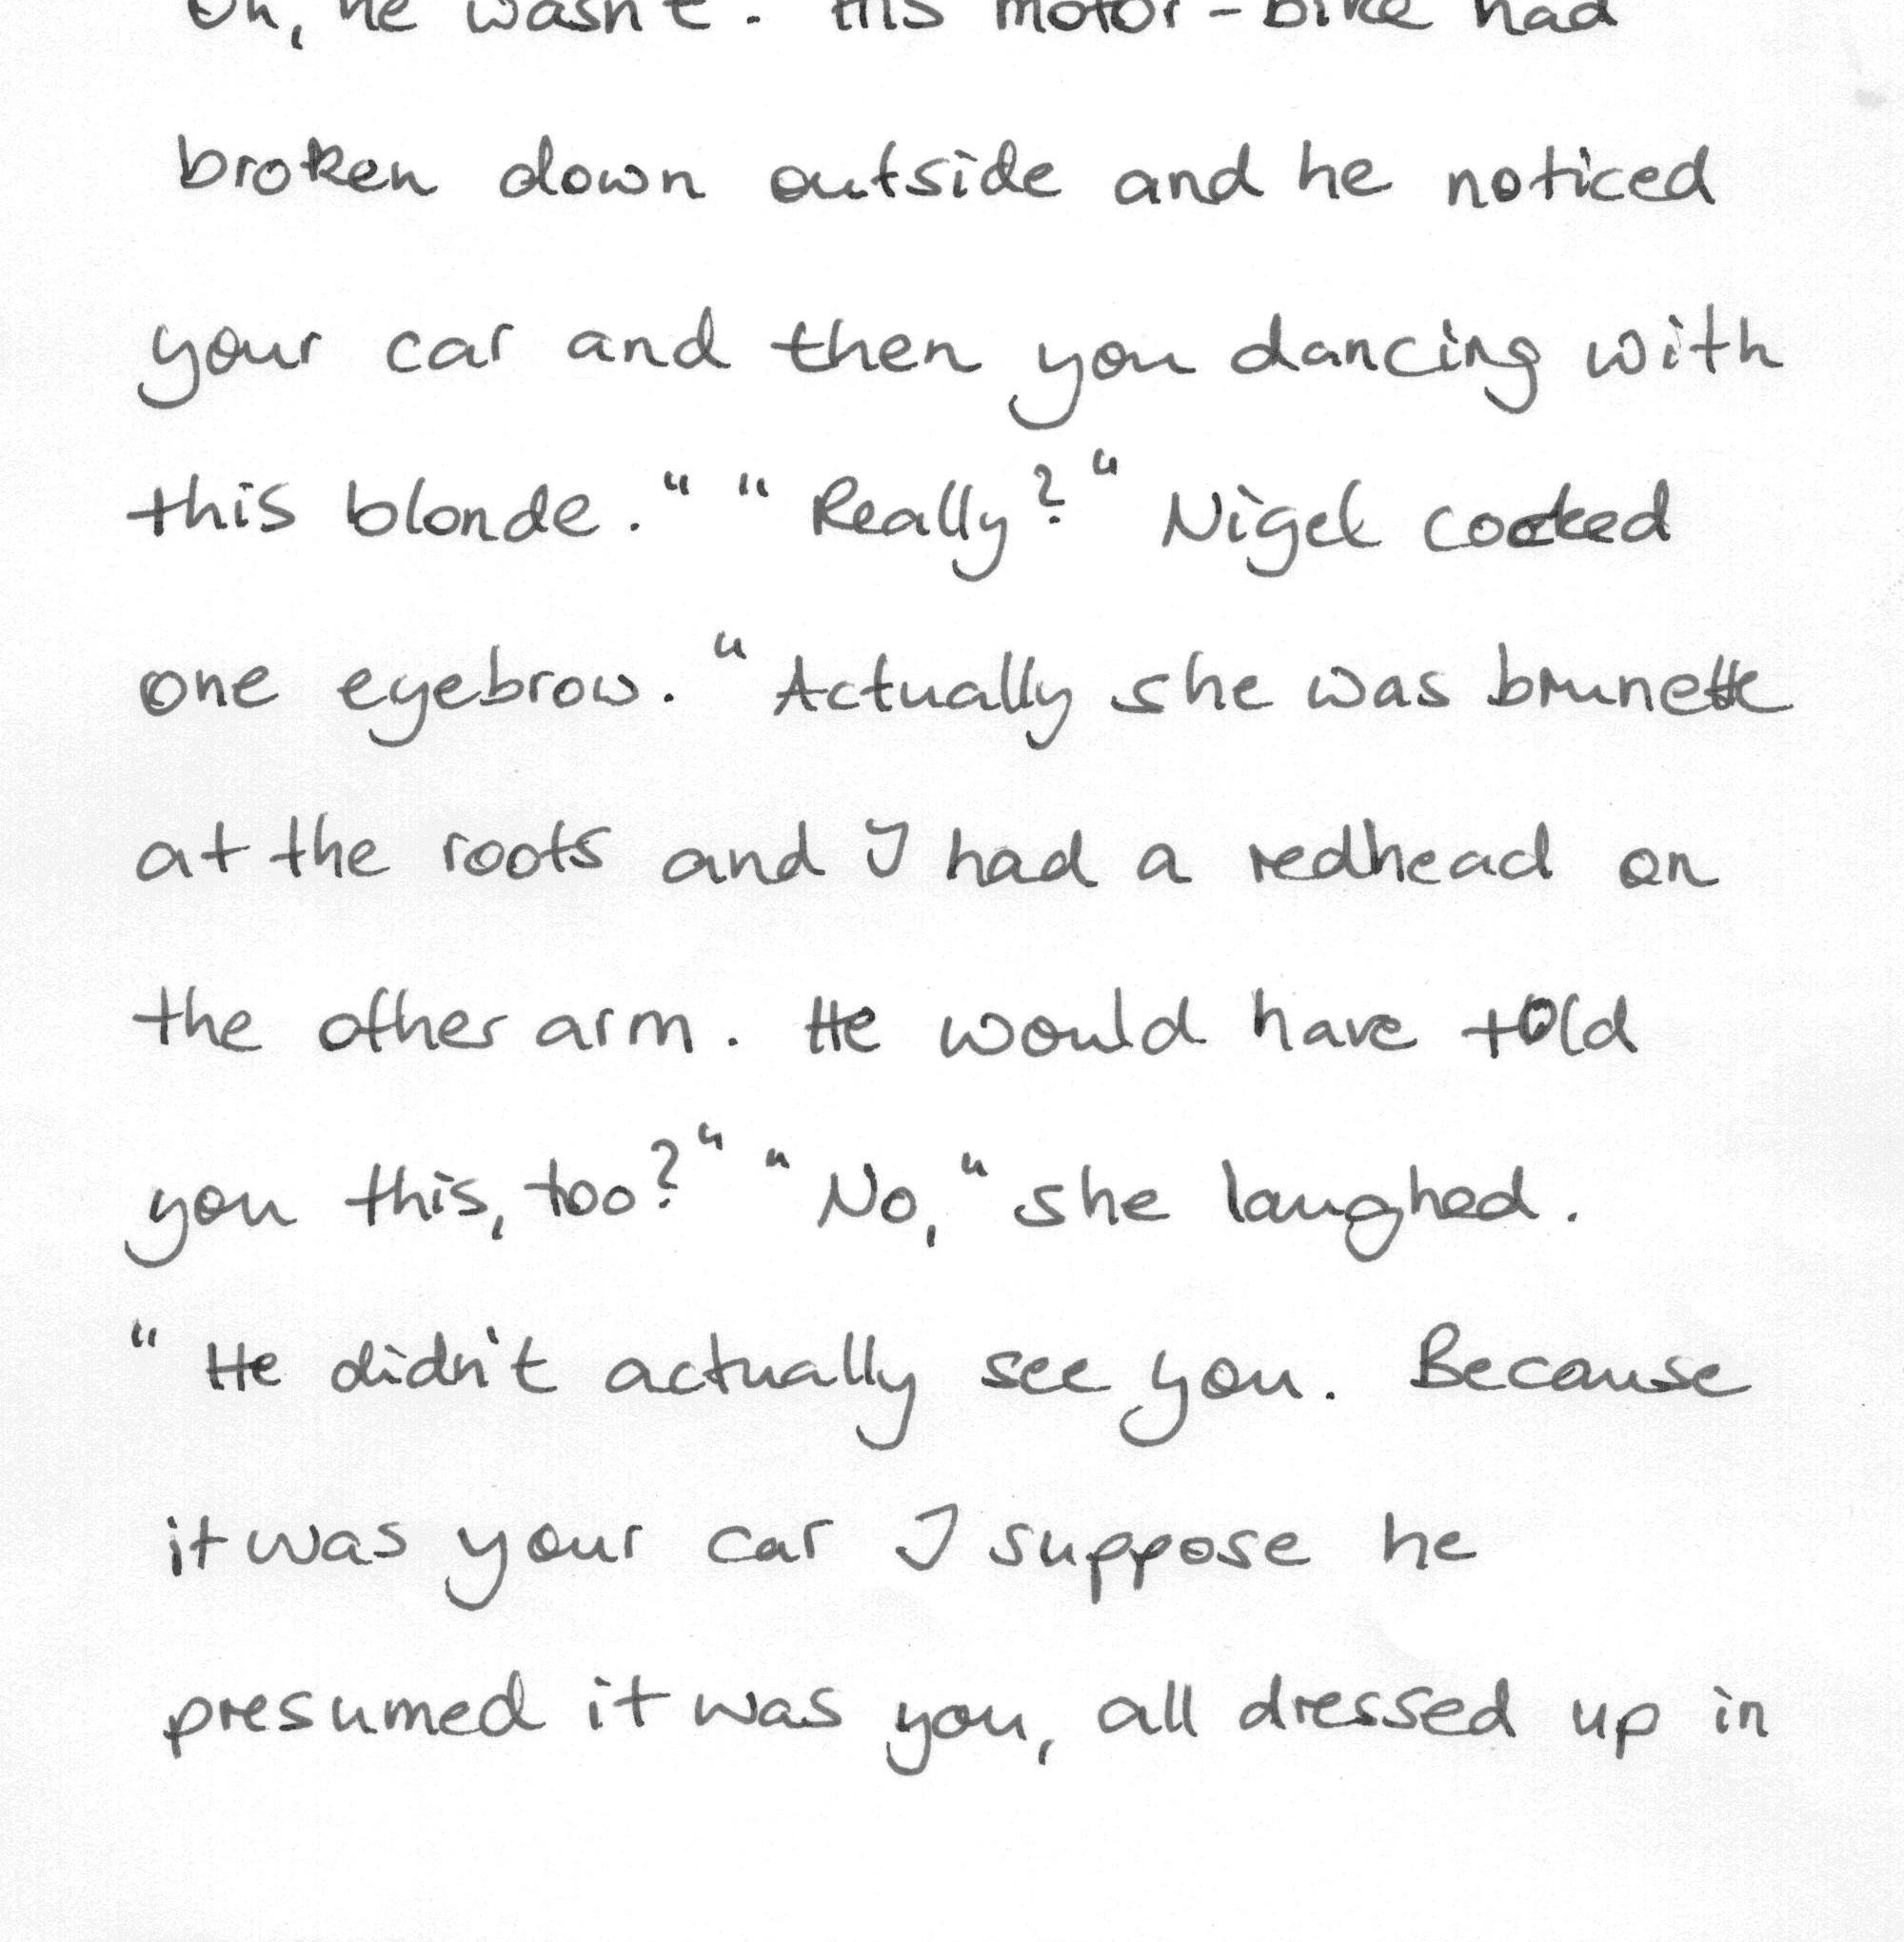 Oh, he wasn't. His motor-bike had
broken down outside and he noticed
your car and then you dancing with
this blonde." "Really?" Nigel cocked
one eyebrow. "Actually she was brunette
at the roots and I had a redhead on
the other arm. He would have told
you this, too?" "No," she laughed.
"He didn't actually see you. Because
it was your car I suppose he
presumed it was you, all dressed up in